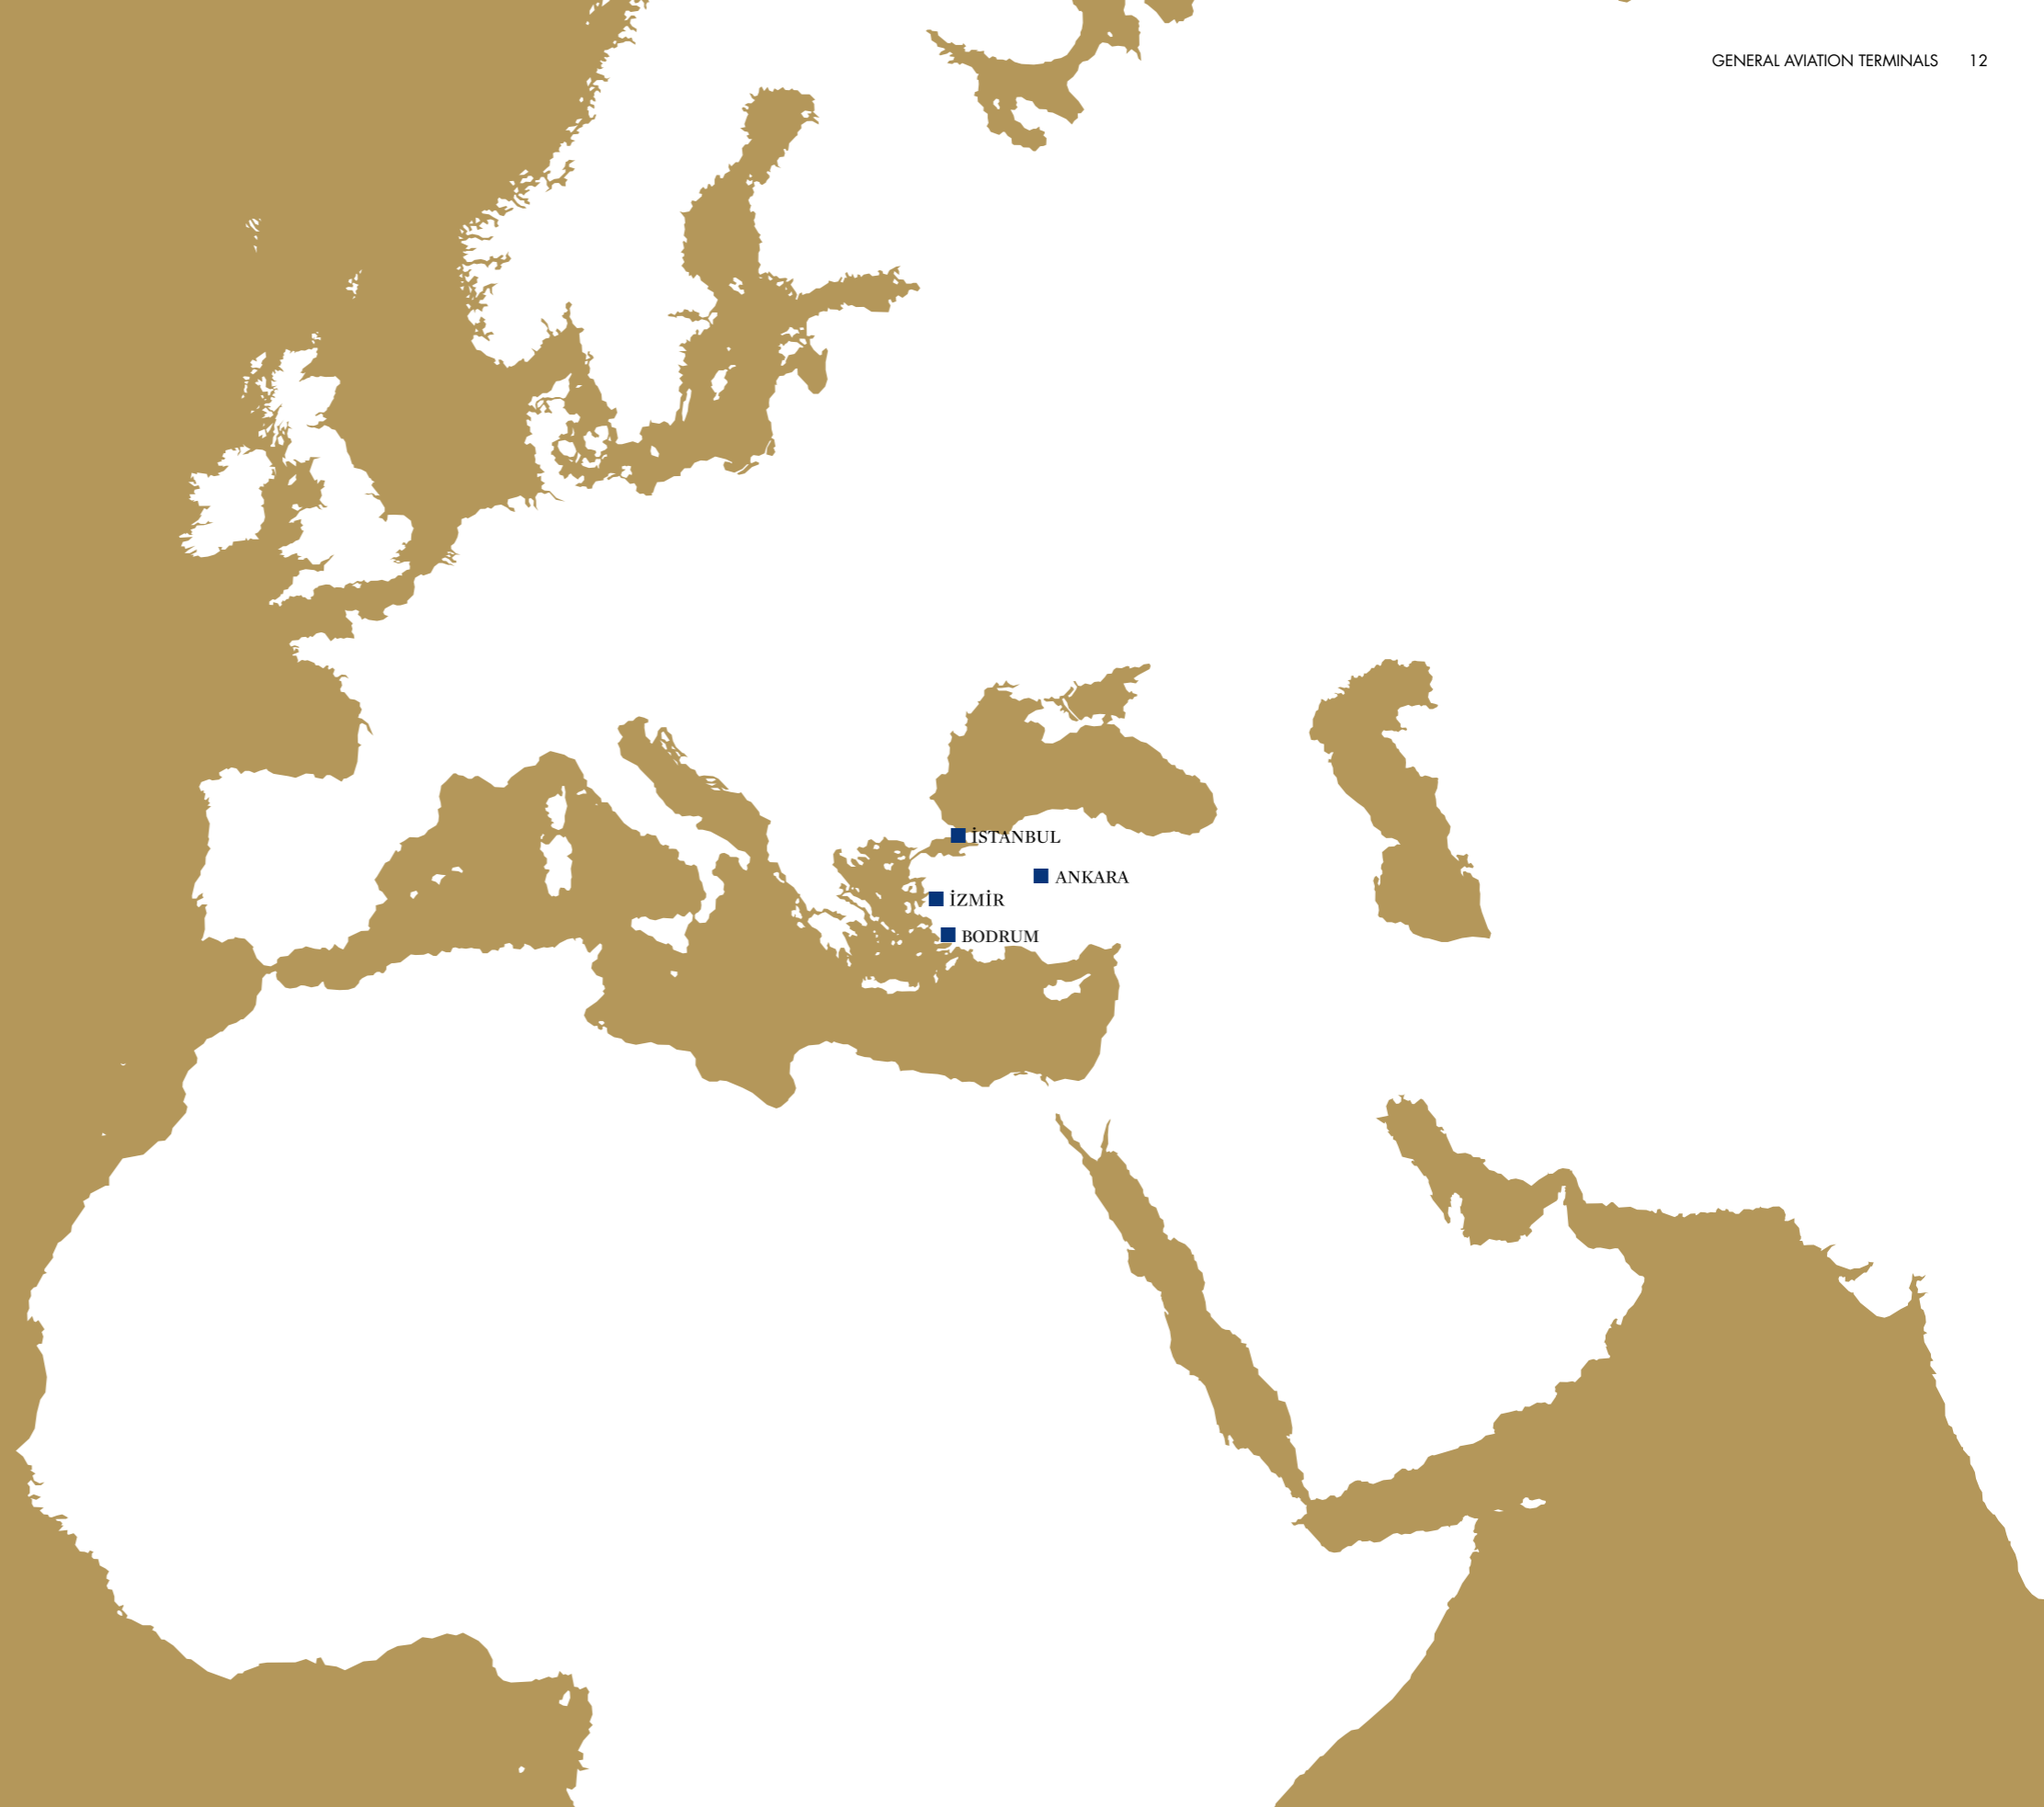 GENERAL AVIATION TERMINALS 12
İSTANBUL
ANKARA
İZMİR
BODRUM